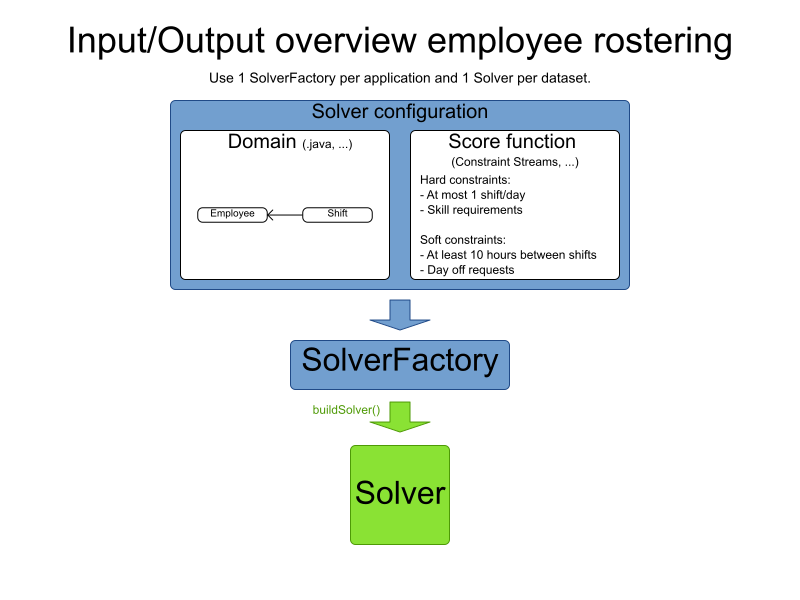 Input/Output overview employee rostering
Use 1 SolverFactory per application and 1 Solver per dataset.
Solver configuration
Domain (.java, ...)
Employee
Shift
Score function
(Constraint Streams, ...)
Hard constraints:
- At most 1 shift/day
- Skill requirements
Soft constraints:
- At least 10 hours between shifts
- Day off requests
SolverFactory
buildSolver()
Solver